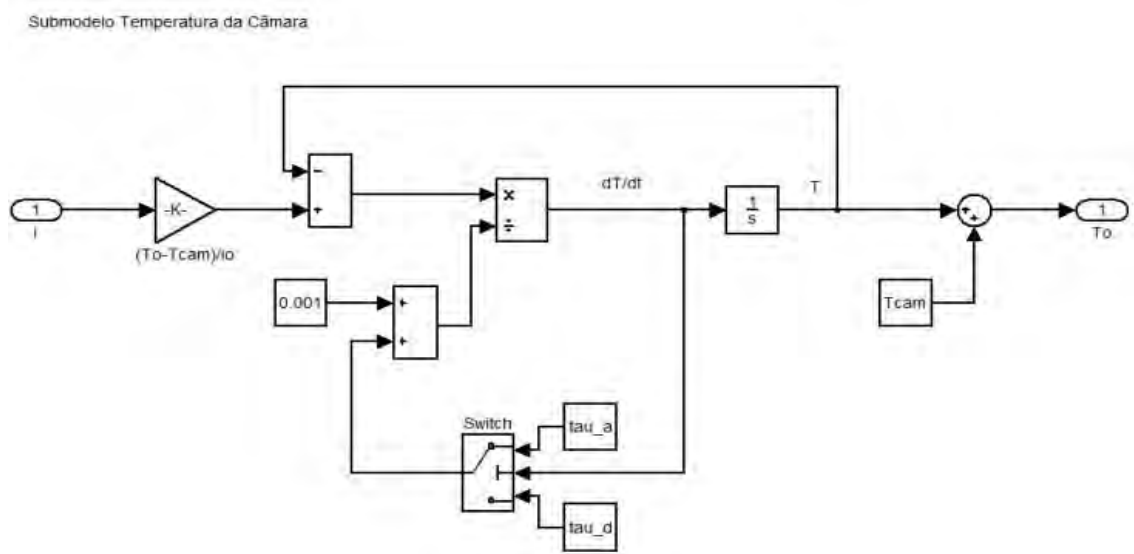 Submodelo Temperatura da Câmara
1
i
-K-
(To-Tcam)/io
−
+
×
÷
dT/dt
1
s
T
+
+
1
To
Tcam
0.001
+
+
Switch
tau_a
tau_d